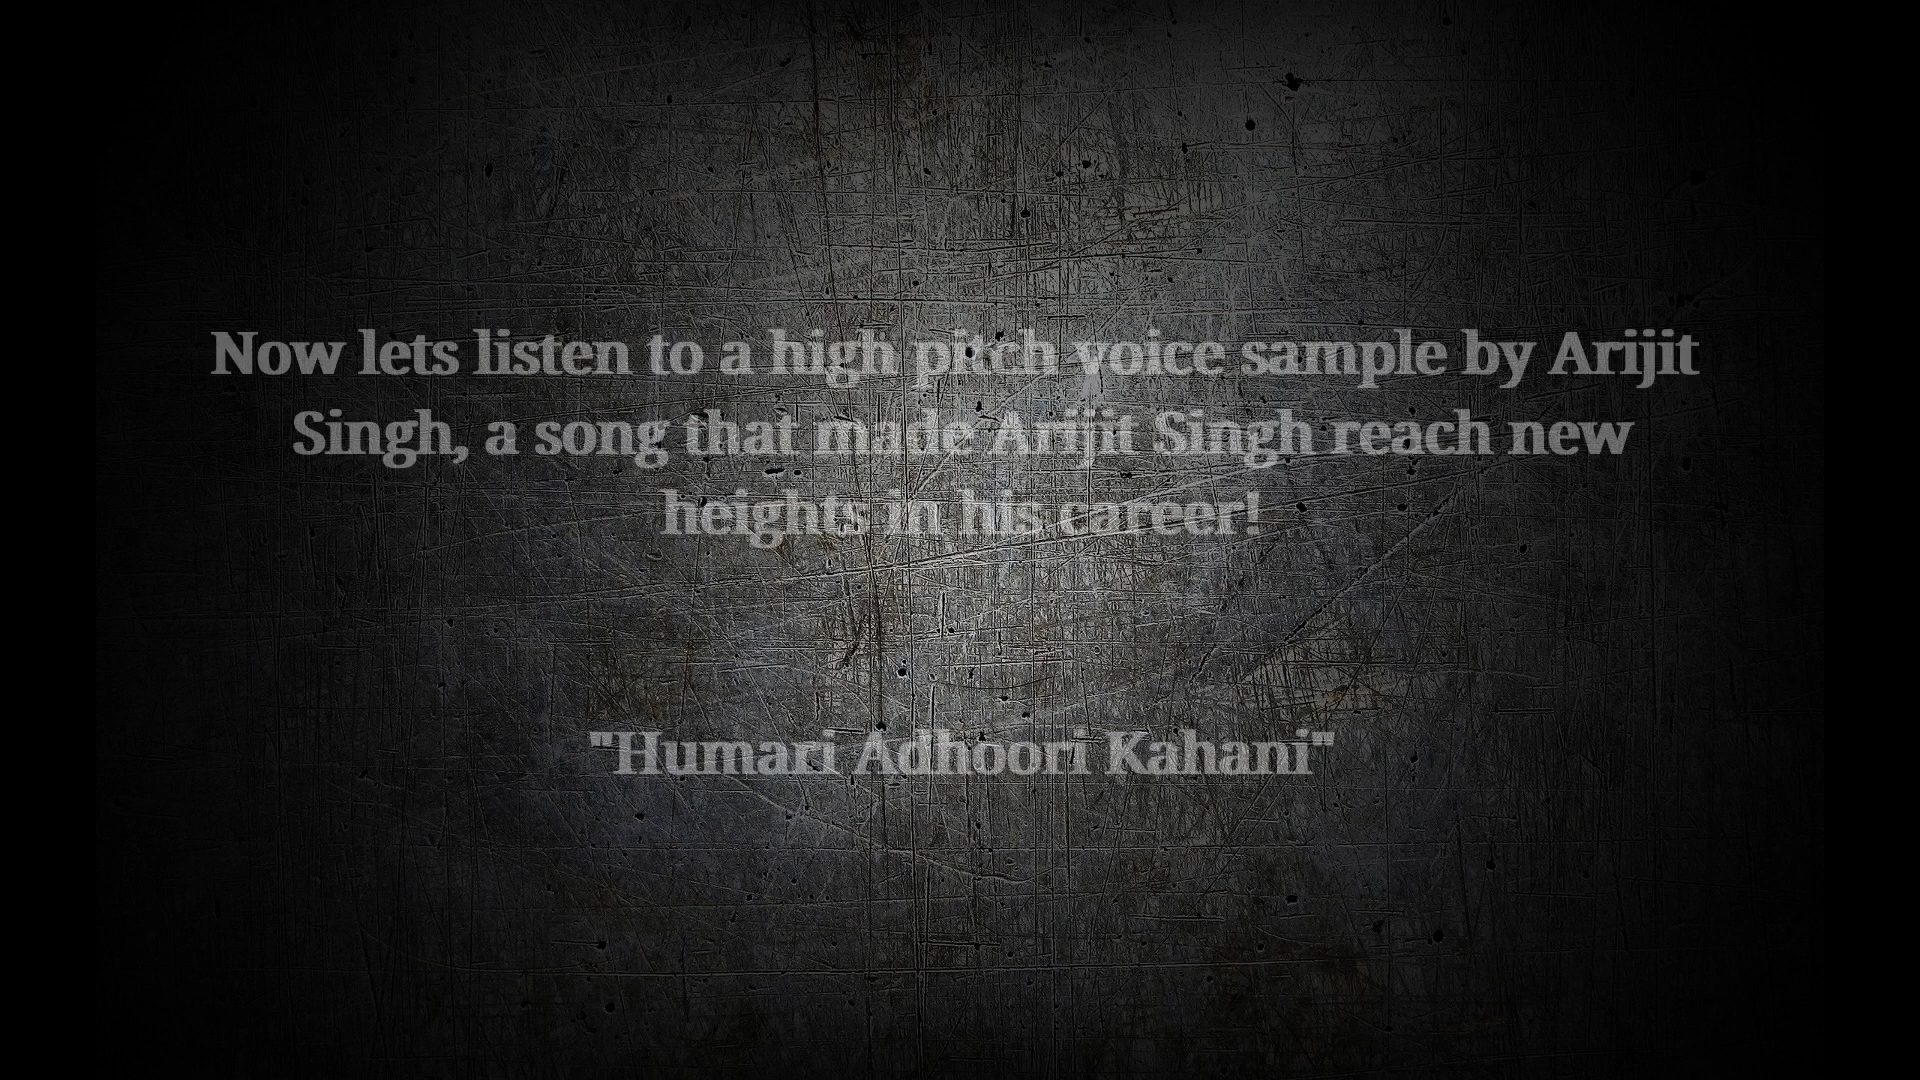 Now lets listen to a high pitch voice sample by Arijit
Singh, a song that made Arijit Singh reach new
heights in his career!
"Humari Adhoori Kahani"